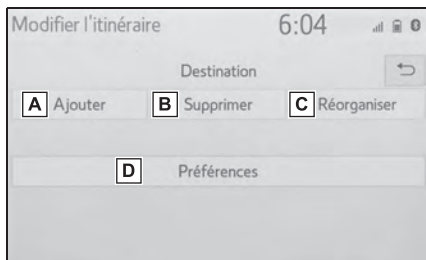 Modifier l'itinéraire 6:04
Destination
A Ajouter B Supprimer C Réorganiser
D Préférences